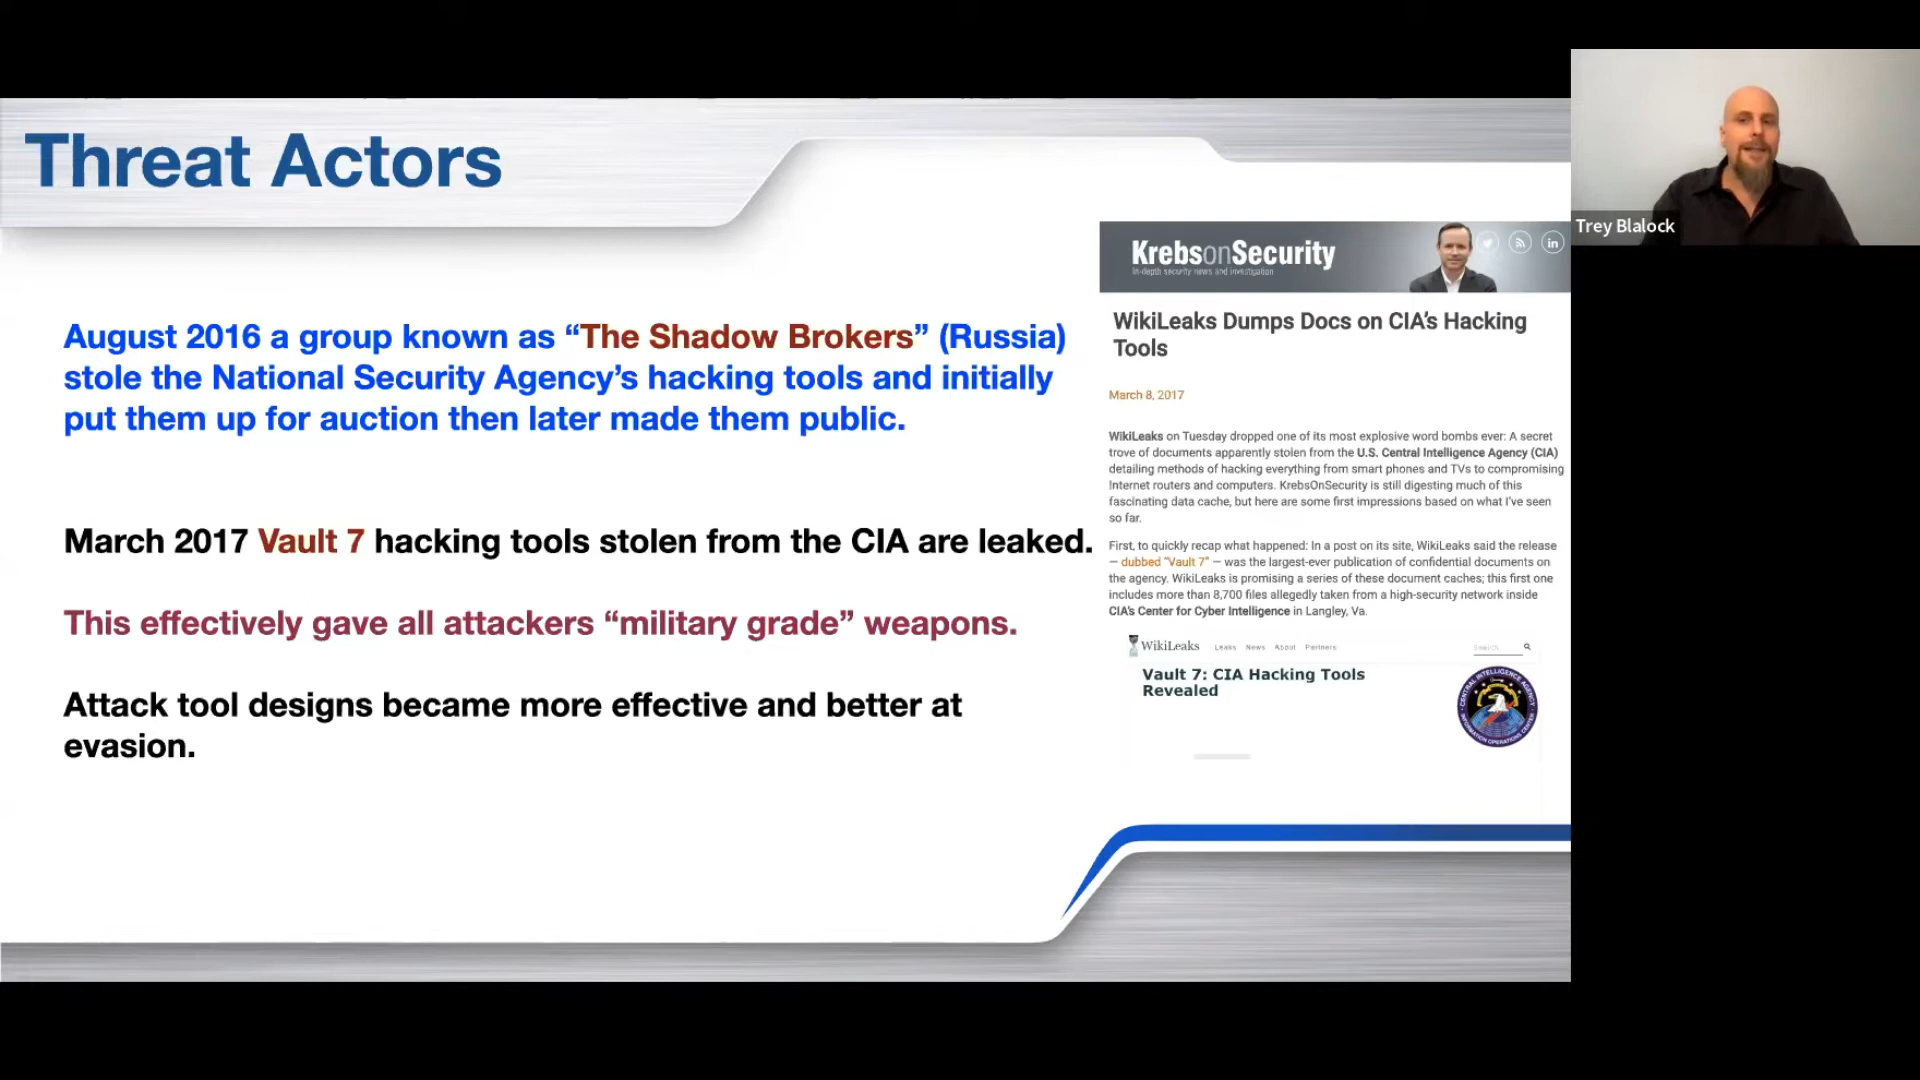 Threat Actors
August 2016 a group known as “The Shadow Brokers” (Russia)
stole the National Security Agency’s hacking tools and initially
put them up for auction then later made them public.
March 2017 Vault 7 hacking tools stolen from the CIA are leaked.
This effectively gave all attackers “military grade” weapons.
Attack tool designs became more effective and better at
evasion.
KrebsonSecurity
In-depth security news and investigation
in
WikiLeaks Dumps Docs on CIA’s Hacking
Tools
March 8, 2017
WikiLeaks on Tuesday dropped one of its most explosive word bombs ever: A secret
trove of documents apparently stolen from the U.S. Central Intelligence Agency (CIA)
detailing methods of hacking everything from smart phones and TVs to compromising
Internet routers and computers. KrebsOnSecurity is still digesting much of this
fascinating data cache, but here are some first impressions based on what I’ve seen
so far.
First, to quickly recap what happened: In a post on its site, WikiLeaks said the release
— dubbed “Vault 7” — was the largest-ever publication of confidential documents on
the agency. WikiLeaks is promising a series of these document caches; this first one
includes more than 8,700 files allegedly taken from a high-security network inside
CIA’s Center for Cyber Intelligence in Langley, Va.
WikiLeaks Leaks News About Partners Search
Vault 7: CIA Hacking Tools
Revealed
CENTRAL INTELLIGENCE AGENCY
INFORMATION OPERATIONS CENTER
Trey Blalock